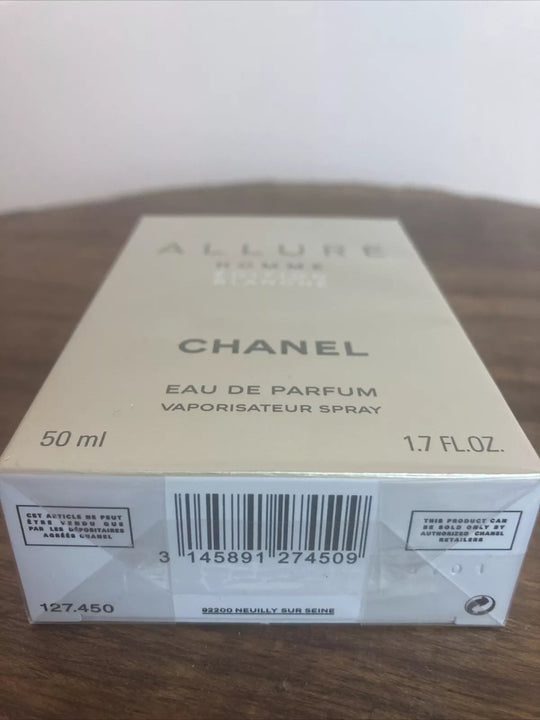 ALLURE
HOMME
EDITION
BLANCHE
CHANEL
EAU DE PARFUM
VAPORISATEUR SPRAY
50 ml
1.7 FL.OZ.
CET ARTICLE NE PEUT
ÊTRE VENDU QUE
PAR LES DÉPOSITAIRES
AGRÉÉS CHANEL
3 145891 274509
THIS PRODUCT CAN
BE SOLD ONLY BY
AUTHORIZED CHANEL
RETAILERS
127.450
92200 NEUILLY SUR SEINE